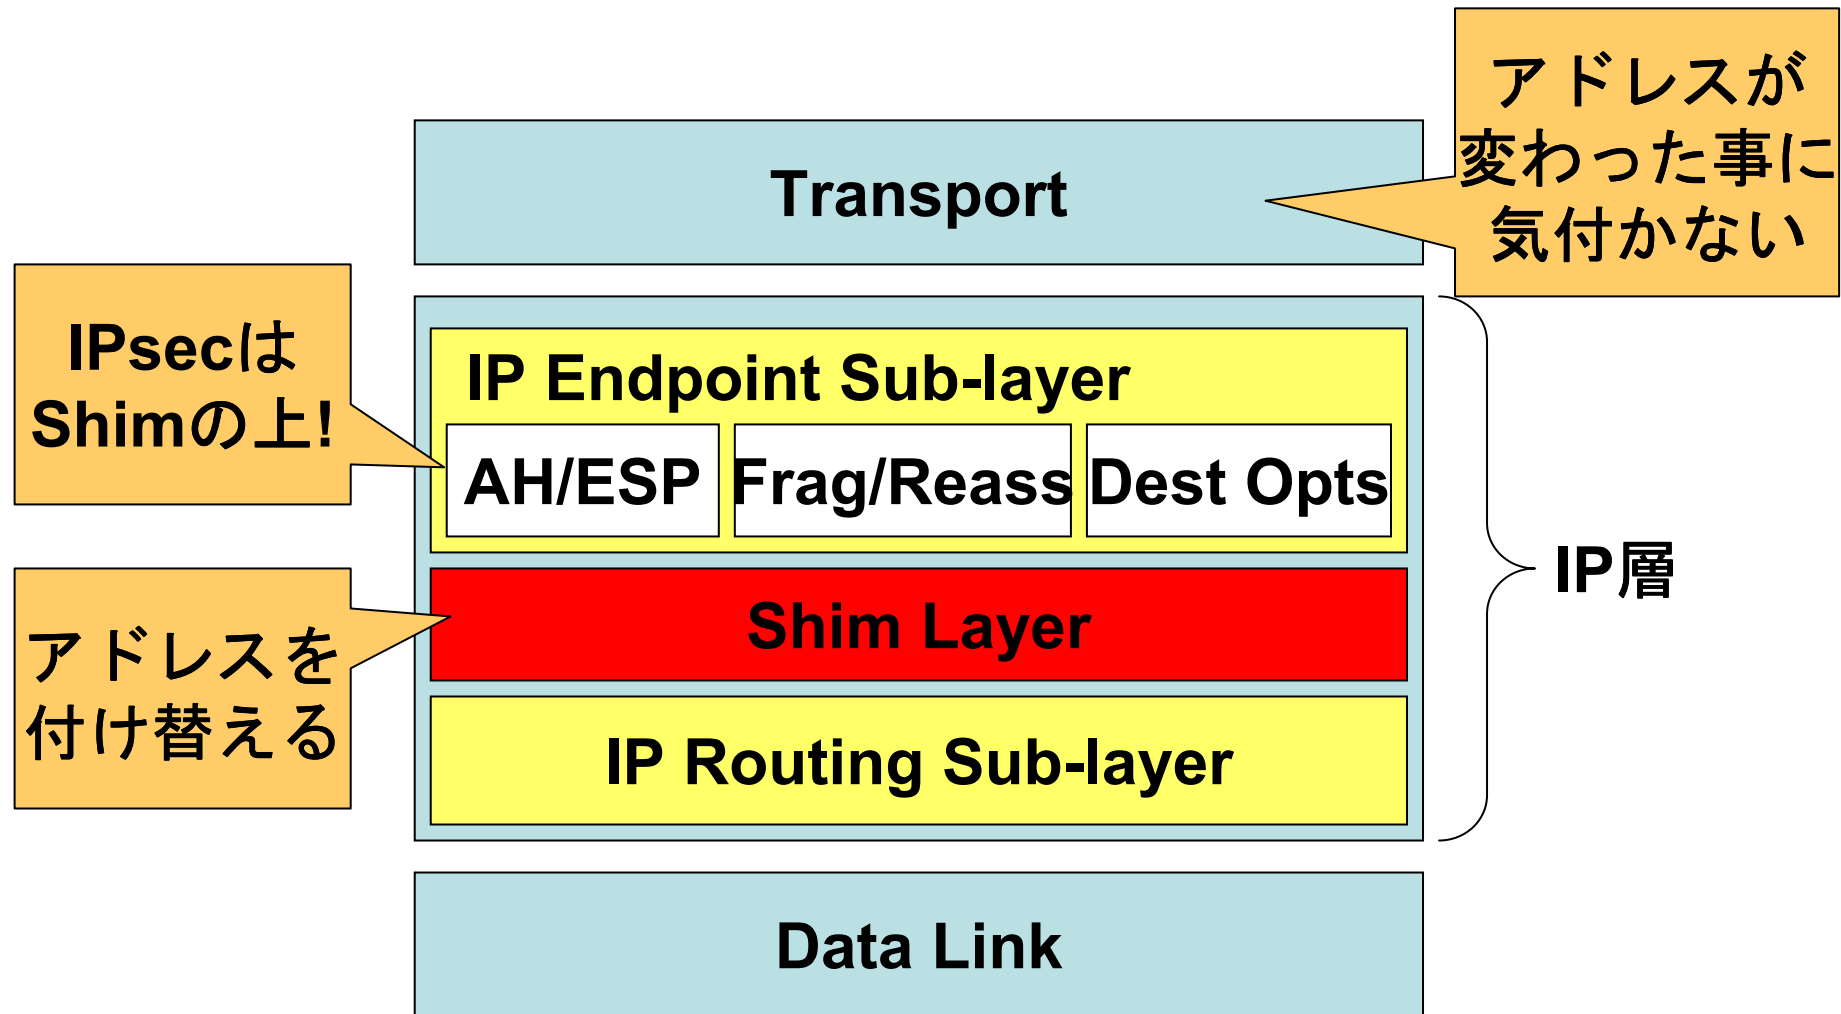 アドレスが
変わった事に
気付かない
Transport
IPsecは
Shimの上!
IP Endpoint Sub-layer
AH/ESP
Frag/Reass
Dest Opts
IP層
アドレスを
付け替える
Shim Layer
IP Routing Sub-layer
Data Link